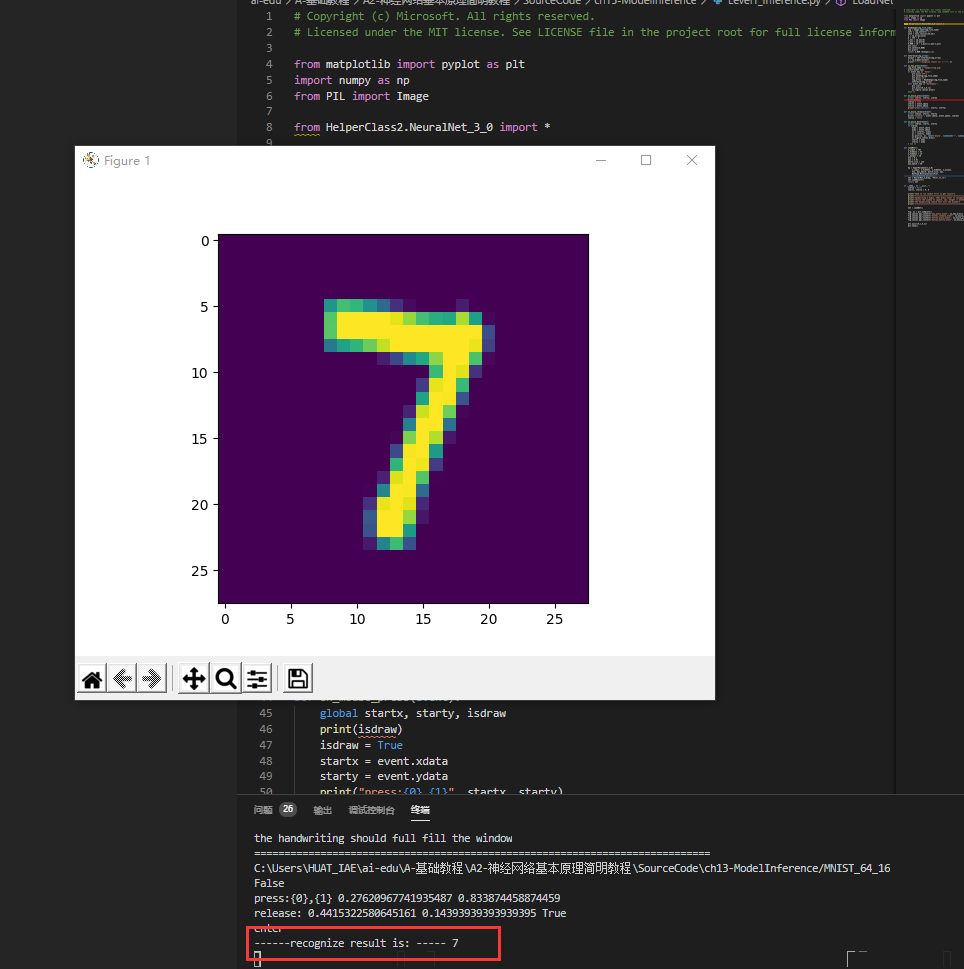 ai-edu > A-基础教程 > A2-神经网络基本原理简明教程 > SourceCode > ch13-ModelInference > Level1_Inference.py > LoadNet
1 # Copyright (c) Microsoft. All rights reserved.
2 # Licensed under the MIT license. See LICENSE file in the project root for full license inform
3
4 from matplotlib import pyplot as plt
5 import numpy as np
6 from PIL import Image
7
8 from HelperClass2.NeuralNet_3_0 import *
9
Figure 1
0
5
10
15
20
25
0 5 10 15 20 25
45 global startx, starty, isdraw
46 print(isdraw)
47 isdraw = True
48 startx = event.xdata
49 starty = event.ydata
50 print("press:{0},{1}", startx, starty)
问题 26 输出 调试控制台 终端
the handwriting should full fill the window
============================================================================
C:\Users\HUAT_IAE\ai-edu\A-基础教程\A2-神经网络基本原理简明教程\SourceCode\ch13-ModelInference/MNIST_64_16
False
press:{0},{1} 0.27620967741935487 0.833874458874459
release: 0.4415322580645161 0.14393939393939395 True
enter
------recognize result is: ----- 7